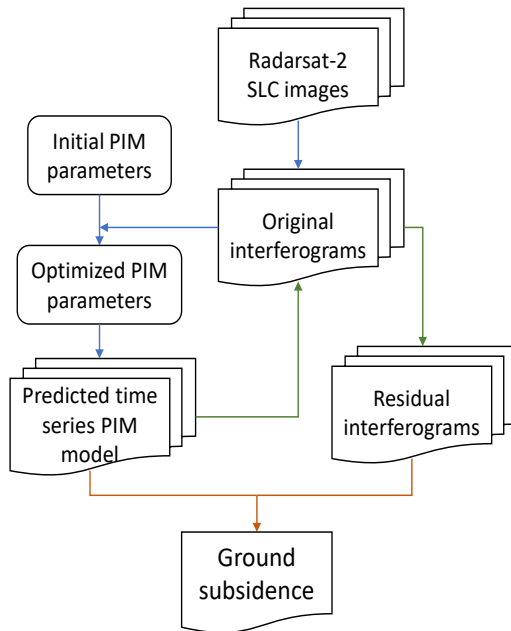 Radarsat-2
SLC images
Initial PIM
parameters
Original
interferograms
Optimized PIM
parameters
Predicted time
series PIM
model
Residual
interferograms
Ground
subsidence